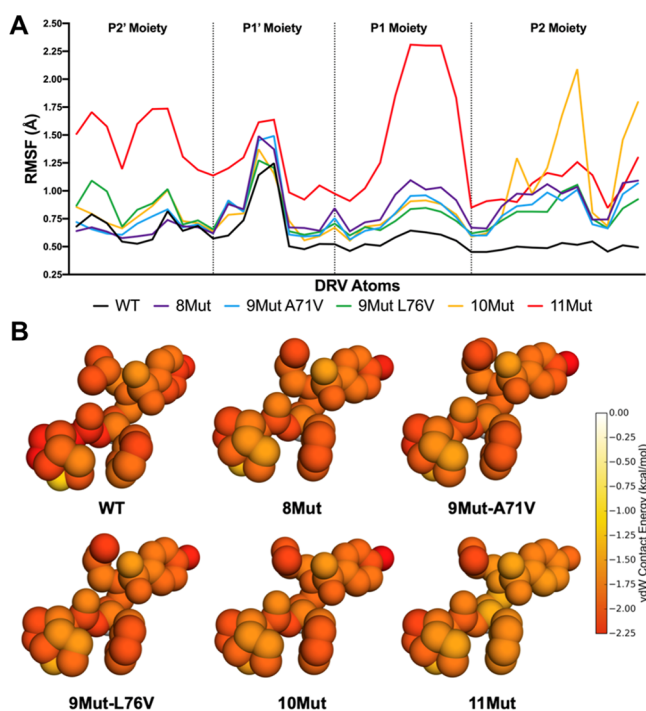 A
P2' Moiety P1' Moiety P1 Moiety P2 Moiety
RMSF (Å)
2.50
2.25
2.00
1.75
1.50
1.25
1.00
0.75
0.50
0.25
DRV Atoms
WT 8Mut 9Mut A71V 9Mut L76V 10Mut 11Mut
B
WT 8Mut 9Mut-A71V
9Mut-L76V 10Mut 11Mut
0.00
−0.25
−0.50
−0.75
−1.00
−1.25
−1.50
−1.75
−2.00
−2.25
vdW Contact Energy (kcal/mol)